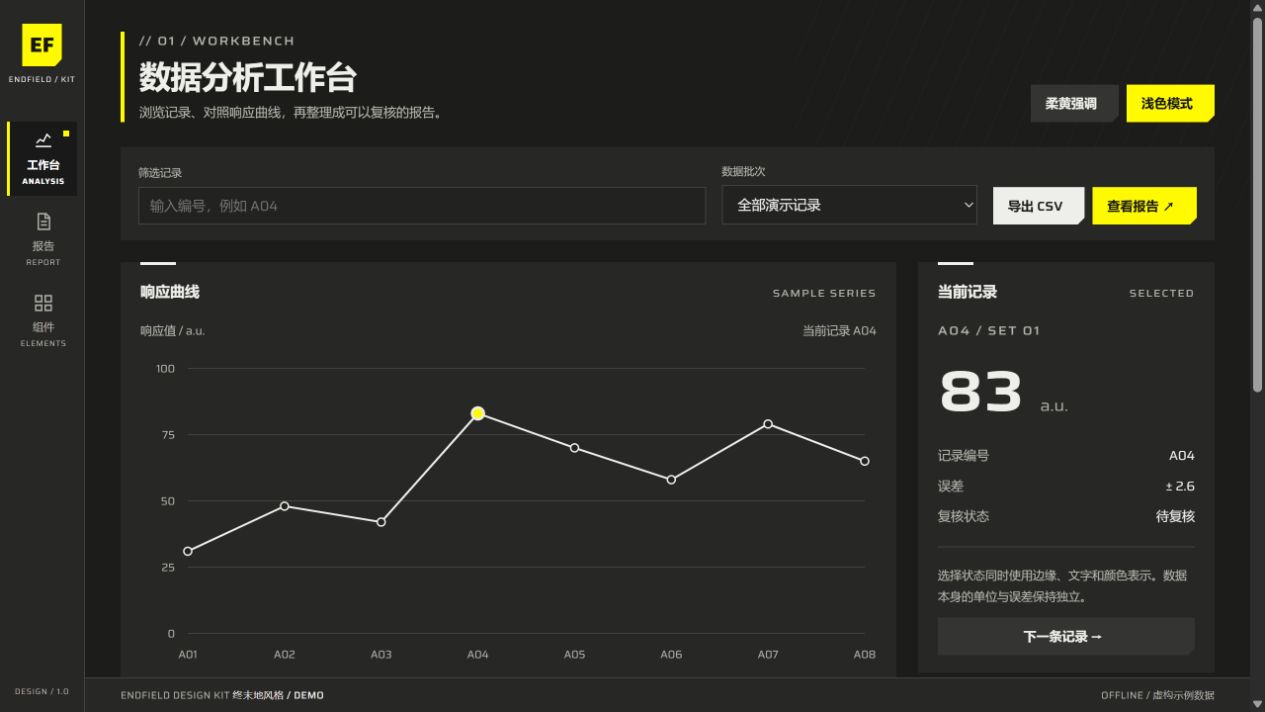 EF
ENDFIELD / KIT
工作台
ANALYSIS
报告
REPORT
组件
ELEMENTS
DESIGN / 1.0
// 01 / WORKBENCH
数据分析工作台
浏览记录、对照响应曲线，再整理成可以复核的报告。
柔黄强调
浅色模式
筛选记录
输入编号，例如 A04
数据批次
全部演示记录
导出 CSV
查看报告 ↗
响应曲线
SAMPLE SERIES
响应值 / a.u.
当前记录 A04
100
75
50
25
0
A01 A02 A03 A04 A05 A06 A07 A08
当前记录
SELECTED
A04 / SET 01
83 a.u.
记录编号 A04
误差 ± 2.6
复核状态 待复核
选择状态同时使用边缘、文字和颜色表示。数据
本身的单位与误差保持独立。
下一条记录 →
ENDFIELD DESIGN KIT 终末地风格 / DEMO
OFFLINE / 虚构示例数据